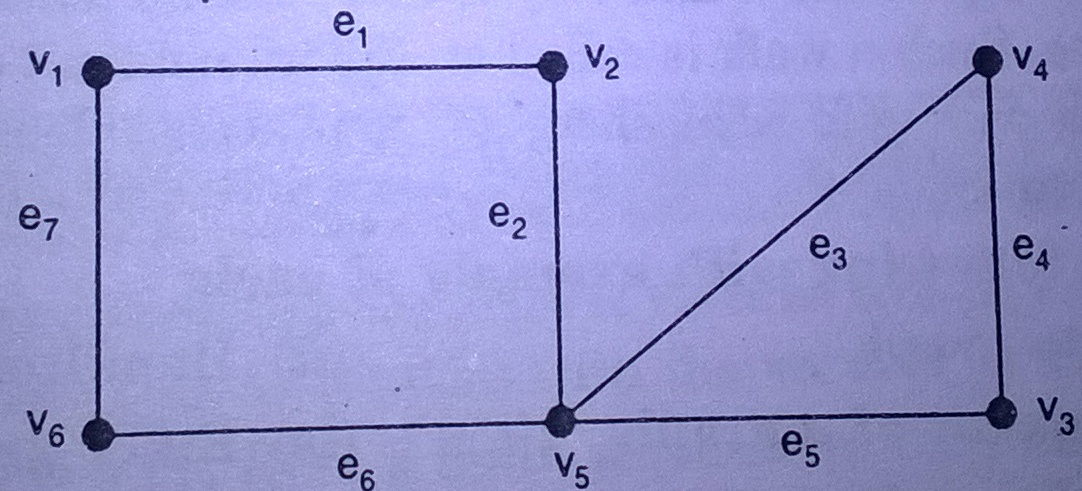 e₁
v₁ v₂ v₄
e₇ e₂ e₃ e₄
v₆ v₅ v₃
e₆ e₅